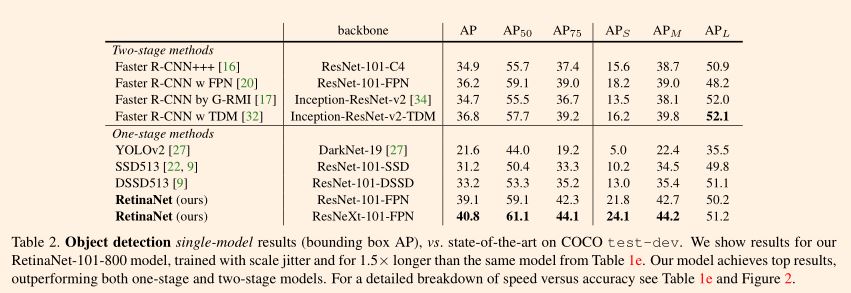 backbone AP AP50 AP75 APS APM APL
Two-stage methods
Faster R-CNN+++ [16] ResNet-101-C4 34.9 55.7 37.4 15.6 38.7 50.9
Faster R-CNN w FPN [20] ResNet-101-FPN 36.2 59.1 39.0 18.2 39.0 48.2
Faster R-CNN by G-RMI [17] Inception-ResNet-v2 [34] 34.7 55.5 36.7 13.5 38.1 52.0
Faster R-CNN w TDM [32] Inception-ResNet-v2-TDM 36.8 57.7 39.2 16.2 39.8 52.1
One-stage methods
YOLOv2 [27] DarkNet-19 [27] 21.6 44.0 19.2 5.0 22.4 35.5
SSD513 [22, 9] ResNet-101-SSD 31.2 50.4 33.3 10.2 34.5 49.8
DSSD513 [9] ResNet-101-DSSD 33.2 53.3 35.2 13.0 35.4 51.1
RetinaNet (ours) ResNet-101-FPN 39.1 59.1 42.3 21.8 42.7 50.2
RetinaNet (ours) ResNeXt-101-FPN 40.8 61.1 44.1 24.1 44.2 51.2
Table 2. Object detection single-model results (bounding box AP), vs. state-of-the-art on COCO test-dev. We show results for our
RetinaNet-101-800 model, trained with scale jitter and for 1.5× longer than the same model from Table 1e. Our model achieves top results,
outperforming both one-stage and two-stage models. For a detailed breakdown of speed versus accuracy see Table 1e and Figure 2.